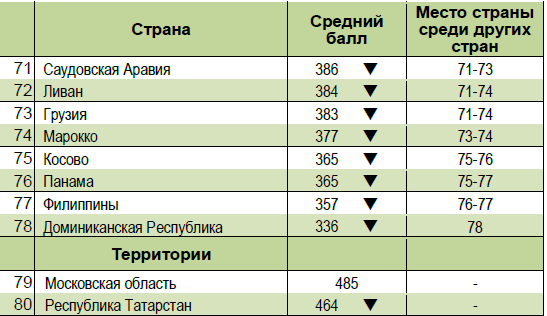 Страна Средний балл Место страны среди других стран
71 Саудовская Аравия 386 ▼ 71-73
72 Ливан 384 ▼ 71-74
73 Грузия 383 ▼ 71-74
74 Марокко 377 ▼ 73-74
75 Косово 365 ▼ 75-76
76 Панама 365 ▼ 75-77
77 Филиппины 357 ▼ 76-77
78 Доминиканская Республика 336 ▼ 78
Территории
79 Московская область 485 -
80 Республика Татарстан 464 ▼ -